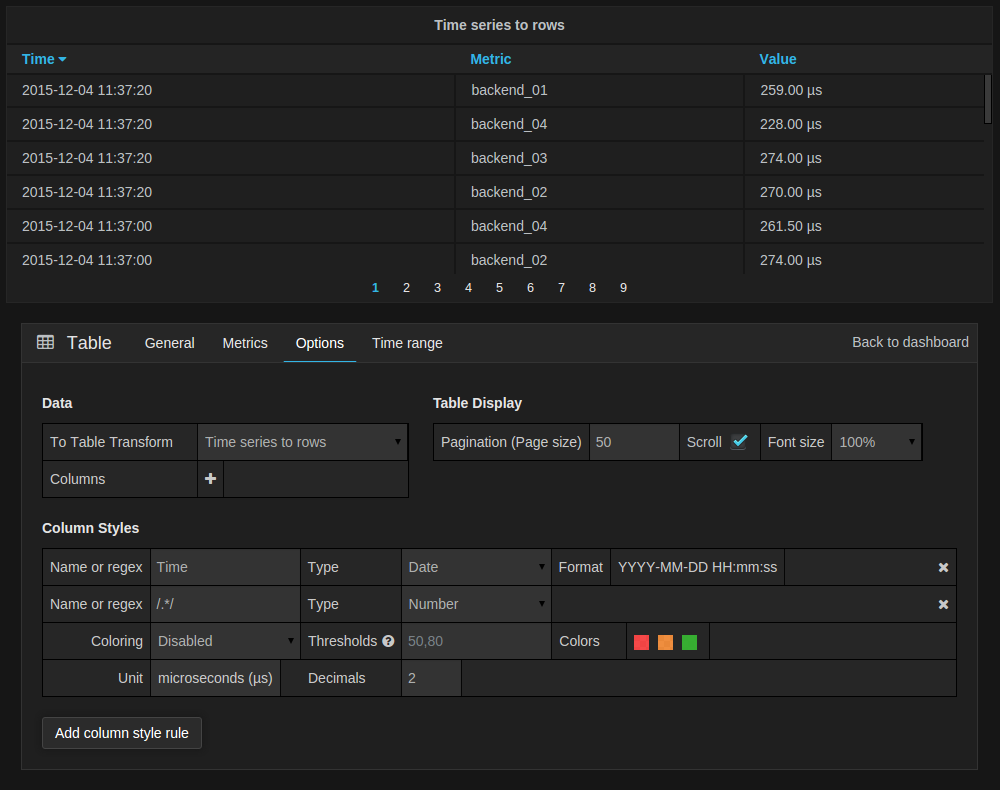 Time series to rows
Time Metric Value
2015-12-04 11:37:20 backend_01 259.00 µs
2015-12-04 11:37:20 backend_04 228.00 µs
2015-12-04 11:37:20 backend_03 274.00 µs
2015-12-04 11:37:20 backend_02 270.00 µs
2015-12-04 11:37:00 backend_04 261.50 µs
2015-12-04 11:37:00 backend_02 274.00 µs
1 2 3 4 5 6 7 8 9
Table General Metrics Options Time range Back to dashboard
Data Table Display
To Table Transform Time series to rows Pagination (Page size) 50 Scroll Font size 100%
Columns
Column Styles
Name or regex Time Type Date Format YYYY-MM-DD HH:mm:ss
Name or regex /.*/ Type Number
Coloring Disabled Thresholds 50,80 Colors
Unit microseconds (µs) Decimals 2
Add column style rule